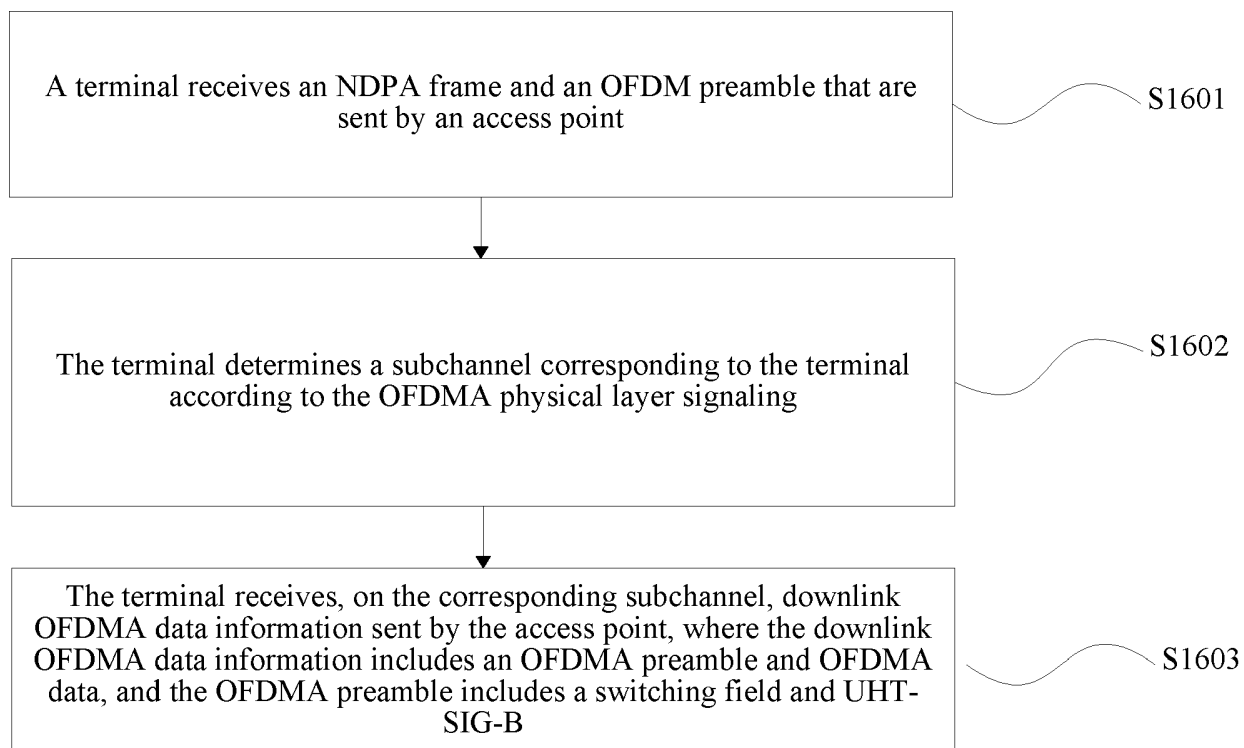 A terminal receives an NDPA frame and an OFDM preamble that are
sent by an access point
S1601
The terminal determines a subchannel corresponding to the terminal
according to the OFDMA physical layer signaling
S1602
The terminal receives, on the corresponding subchannel, downlink
OFDMA data information sent by the access point, where the downlink
OFDMA data information includes an OFDMA preamble and OFDMA
data, and the OFDMA preamble includes a switching field and UHT-
SIG-B
S1603